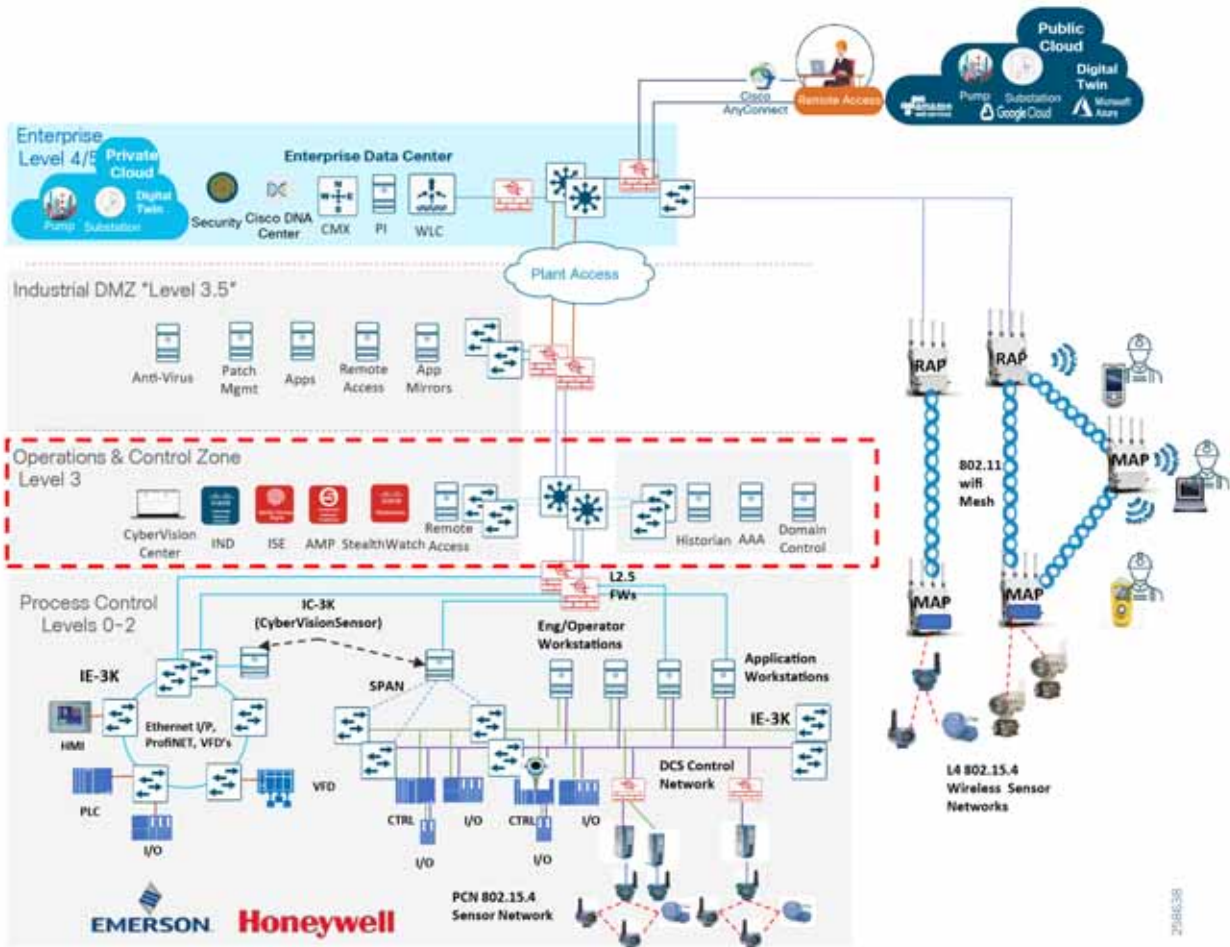 Public
Cloud
Digital
Twin
Pump
Substation
amazon
web services
Google Cloud
Microsoft
Azure
Cisco
AnyConnect
Remote Access
Enterprise
Level 4/5
Private
Cloud
Digital
Twin
Pump
Substation
Enterprise Data Center
Security
Cisco DNA
Center
CMX
PI
WLC
Plant Access
Industrial DMZ "Level 3.5"
Anti-Virus
Patch
Mgmt
Apps
Remote
Access
App
Mirrors
RAP
RAP
MAP
802.11
wifi
Mesh
MAP
MAP
Operations & Control Zone
Level 3
CyberVision
Center
IND
ISE
AMP
StealthWatch
Remote
Access
Historian
AAA
Domain
Control
Process Control
Levels 0-2
L2.5
FWs
IC-3K
(CyberVisionSensor)
Eng/Operator
Workstations
Application
Workstations
IE-3K
SPAN
IE-3K
HMI
Ethernet I/P,
ProfiNET, VFD's
DCS Control
Network
VFD
PLC
I/O
CTRL
I/O
I/O
CTRL
I/O
I/O
PCN 802.15.4
Sensor Network
L4 802.15.4
Wireless Sensor
Networks
EMERSON
Honeywell
258638